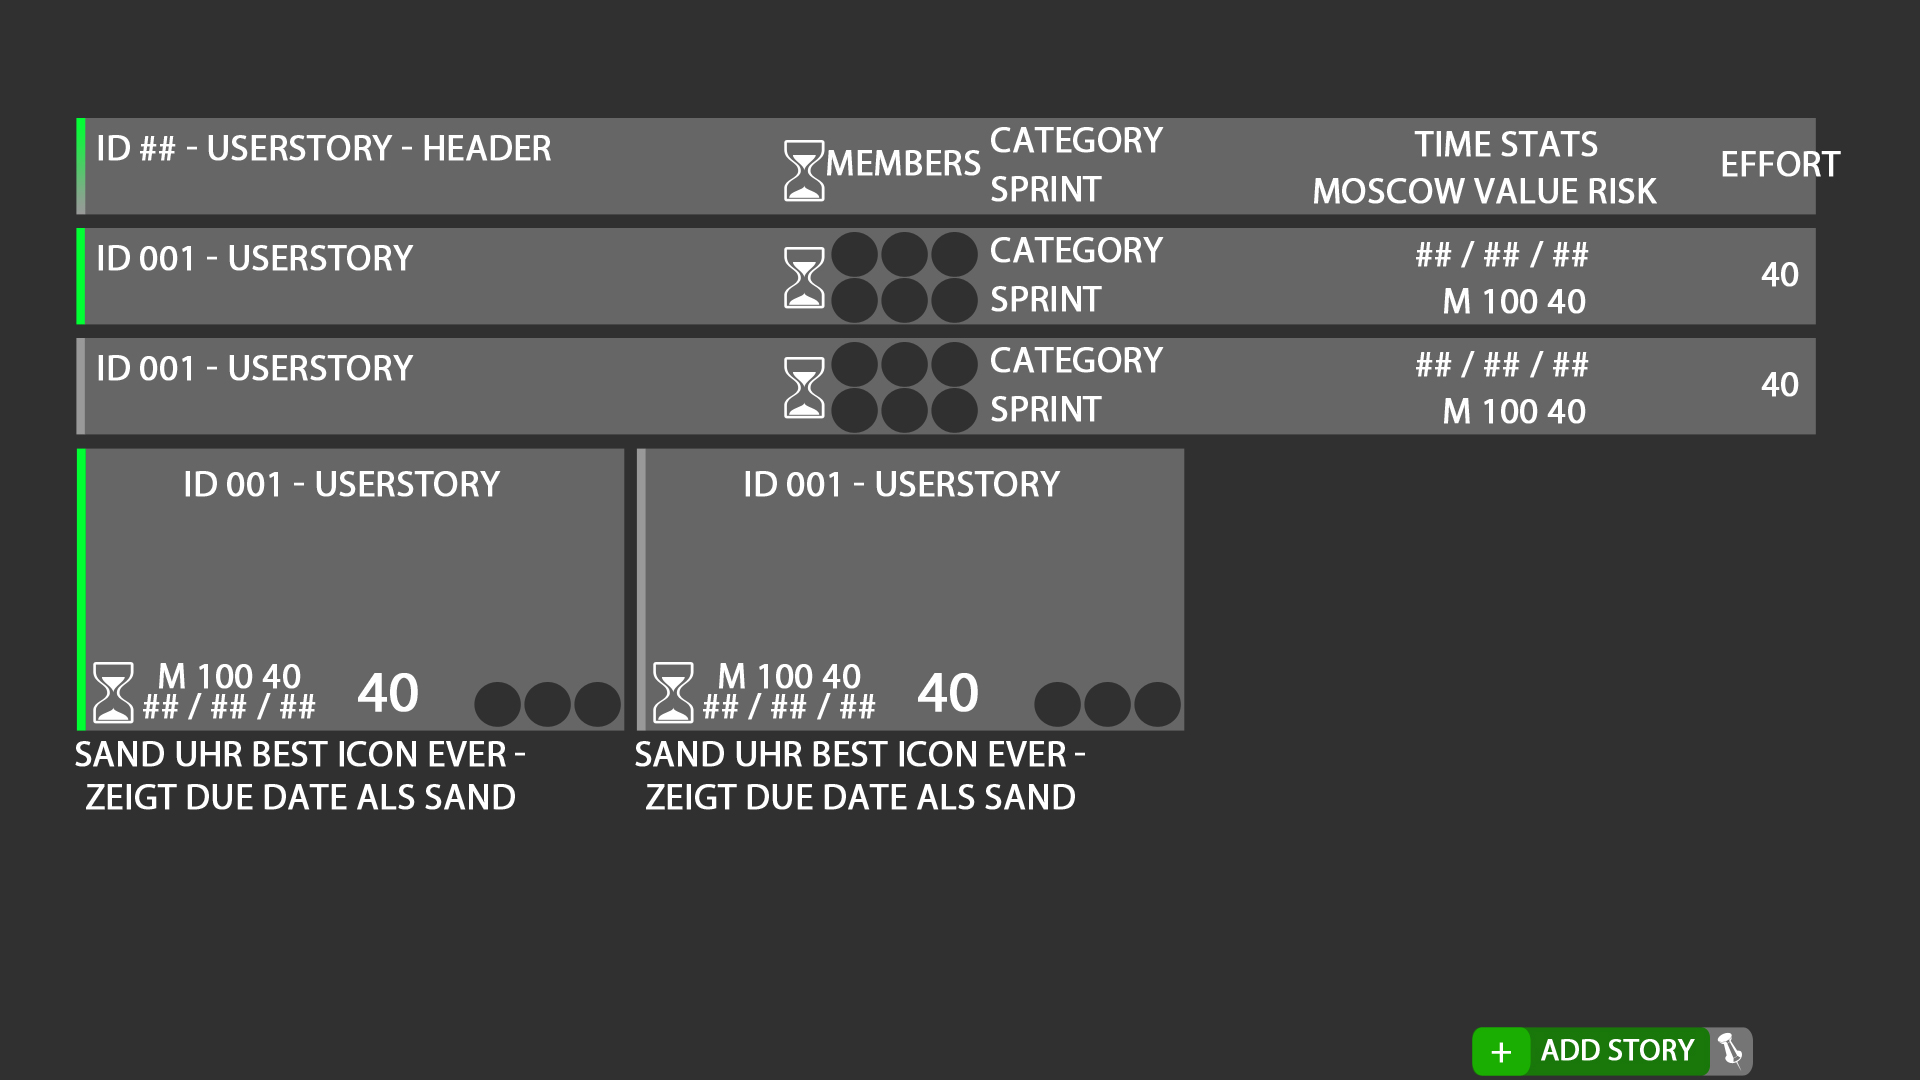 ID ## - USERSTORY - HEADER
MEMBERS
CATEGORY
SPRINT
TIME STATS
MOSCOW VALUE RISK
EFFORT
ID 001 - USERSTORY
CATEGORY
SPRINT
## / ## / ##
M 100 40
40
ID 001 - USERSTORY
CATEGORY
SPRINT
## / ## / ##
M 100 40
40
ID 001 - USERSTORY
M 100 40
## / ## / ##
40
SAND UHR BEST ICON EVER -
ZEIGT DUE DATE ALS SAND
ID 001 - USERSTORY
M 100 40
## / ## / ##
40
SAND UHR BEST ICON EVER -
ZEIGT DUE DATE ALS SAND
+ ADD STORY